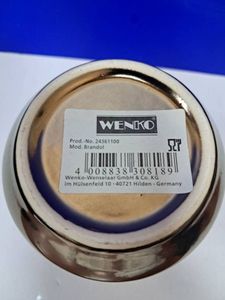 WENKO
Prod.-No. 24361100
Mod. Brandol
4 008838 308189
Wenko-Wenselaar GmbH & Co. KG
Im Hülsenfeld 10 · 40721 Hilden - Germany